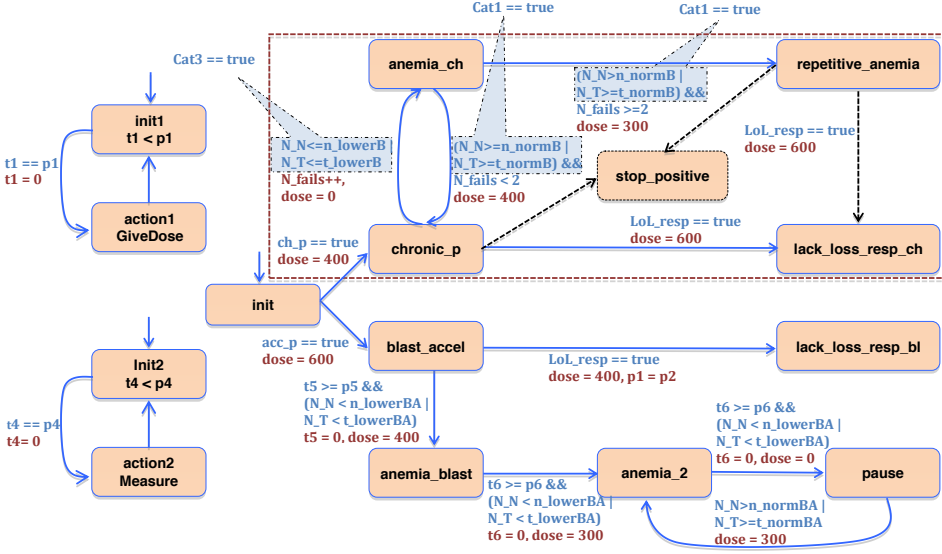 Cat1 == true
Cat1 == true
Cat3 == true
anemia_ch
repetitive_anemia
(N_N>n_normB |
N_T>=t_normB) &&
N_fails >=2
dose = 300
init1
t1 < p1
N_N<=n_lowerB |
N_T<=t_lowerB
N_fails++,
dose = 0
(N_N>=n_normB |
N_T>=t_normB) &&
N_fails < 2
dose = 400
LoL_resp == true
dose = 600
t1 == p1
t1 = 0
stop_positive
action1
GiveDose
ch_p == true
dose = 400
chronic_p
LoL_resp == true
dose = 600
lack_loss_resp_ch
init
acc_p == true
dose = 600
blast_accel
LoL_resp == true
dose = 400, p1 = p2
lack_loss_resp_bl
Init2
t4 < p4
t5 >= p5 &&
(N_N < n_lowerBA |
N_T < t_lowerBA)
t5 = 0, dose = 400
t4 == p4
t4= 0
t6 >= p6 &&
(N_N < n_lowerBA |
N_T < t_lowerBA)
t6 = 0, dose = 0
action2
Measure
anemia_blast
anemia_2
pause
t6 >= p6 &&
(N_N < n_lowerBA |
N_T < t_lowerBA)
t6 = 0, dose = 300
N_N>n_normBA |
N_T>=t_normBA
dose = 300